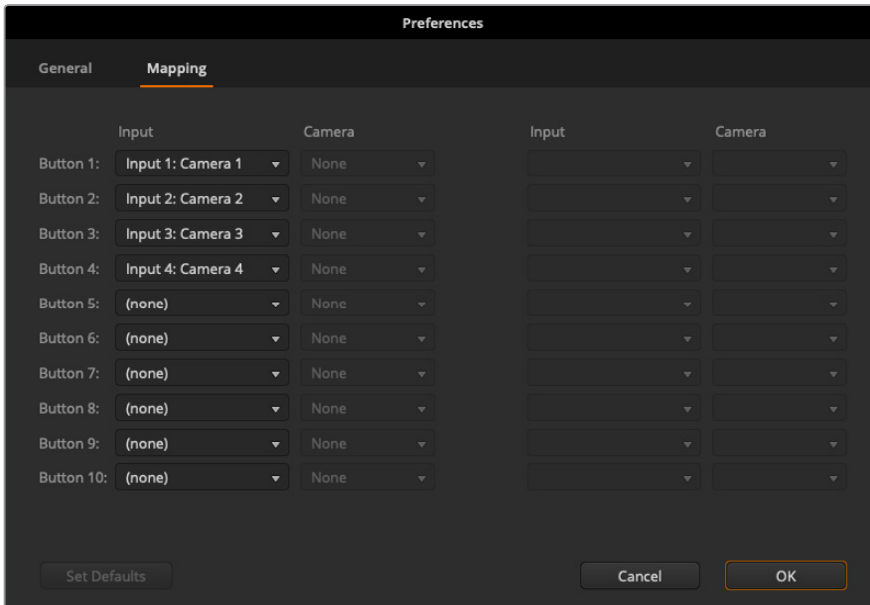 Preferences
General Mapping
Input Camera Input Camera
Button 1: Input 1: Camera 1 None
Button 2: Input 2: Camera 2 None
Button 3: Input 3: Camera 3 None
Button 4: Input 4: Camera 4 None
Button 5: (none) None
Button 6: (none) None
Button 7: (none) None
Button 8: (none) None
Button 9: (none) None
Button 10: (none) None
Set Defaults Cancel OK